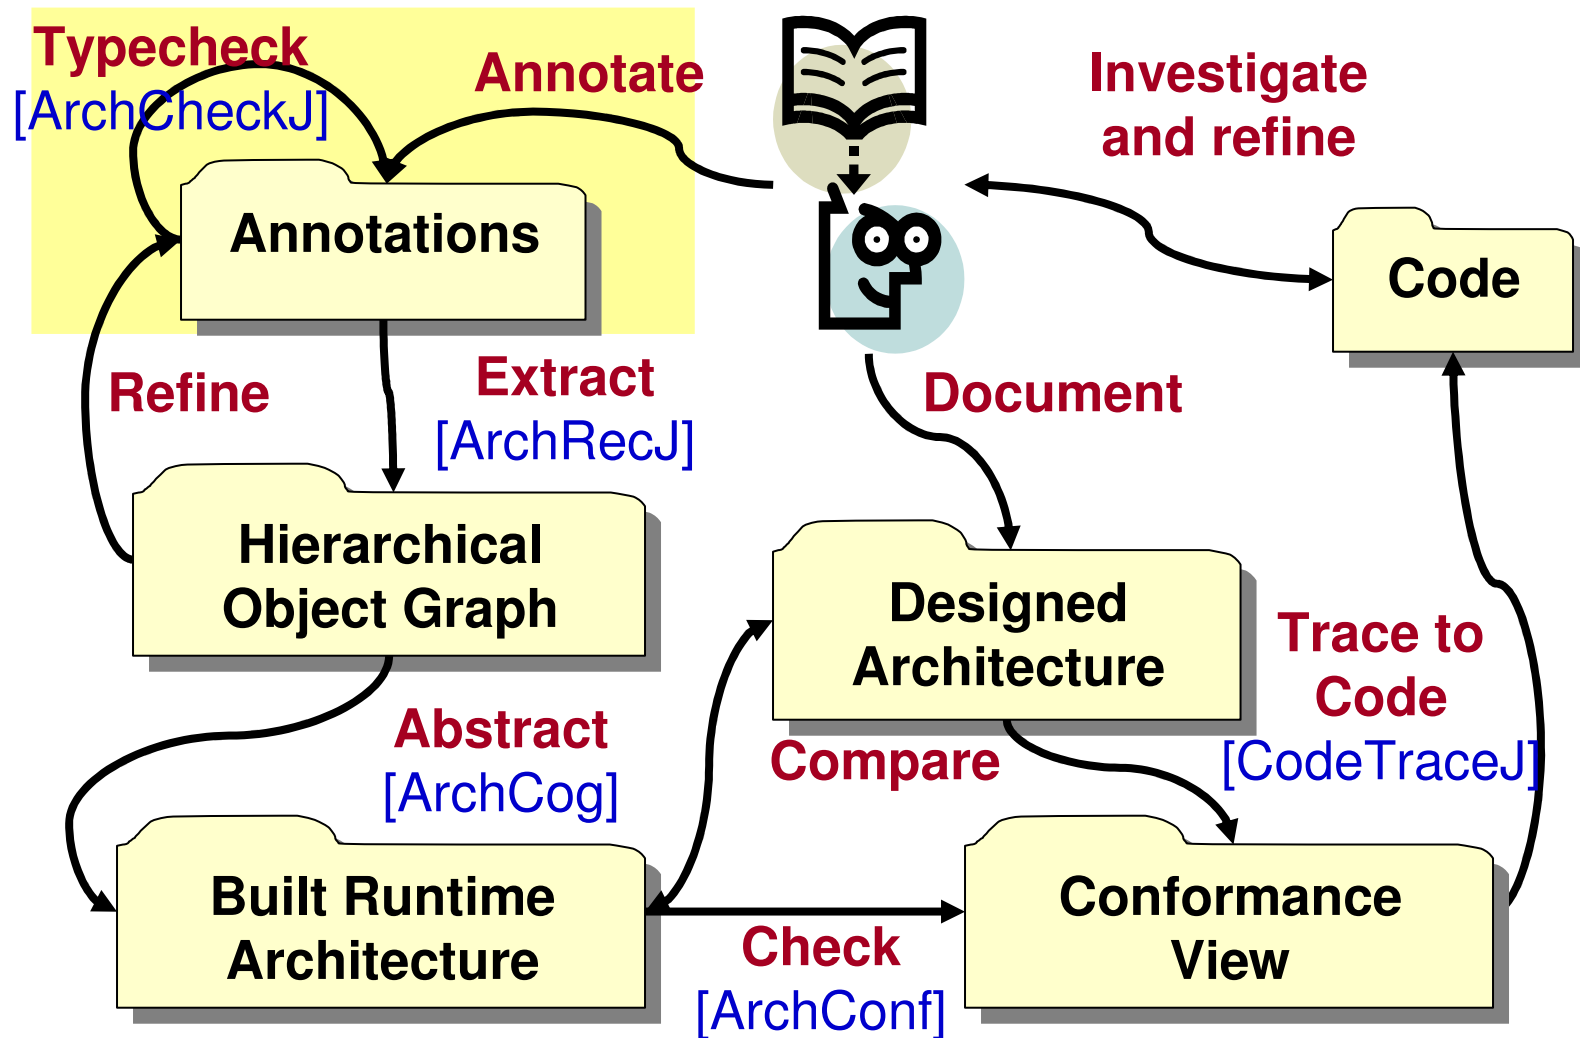 Typecheck
[ArchCheckJ]
Annotate
Investigate
and refine
Annotations
Code
Refine
Extract
[ArchRecJ]
Document
Hierarchical
Object Graph
Designed
Architecture
Trace to
Code
[CodeTraceJ]
Abstract
[ArchCog]
Compare
Built Runtime
Architecture
Check
[ArchConf]
Conformance
View